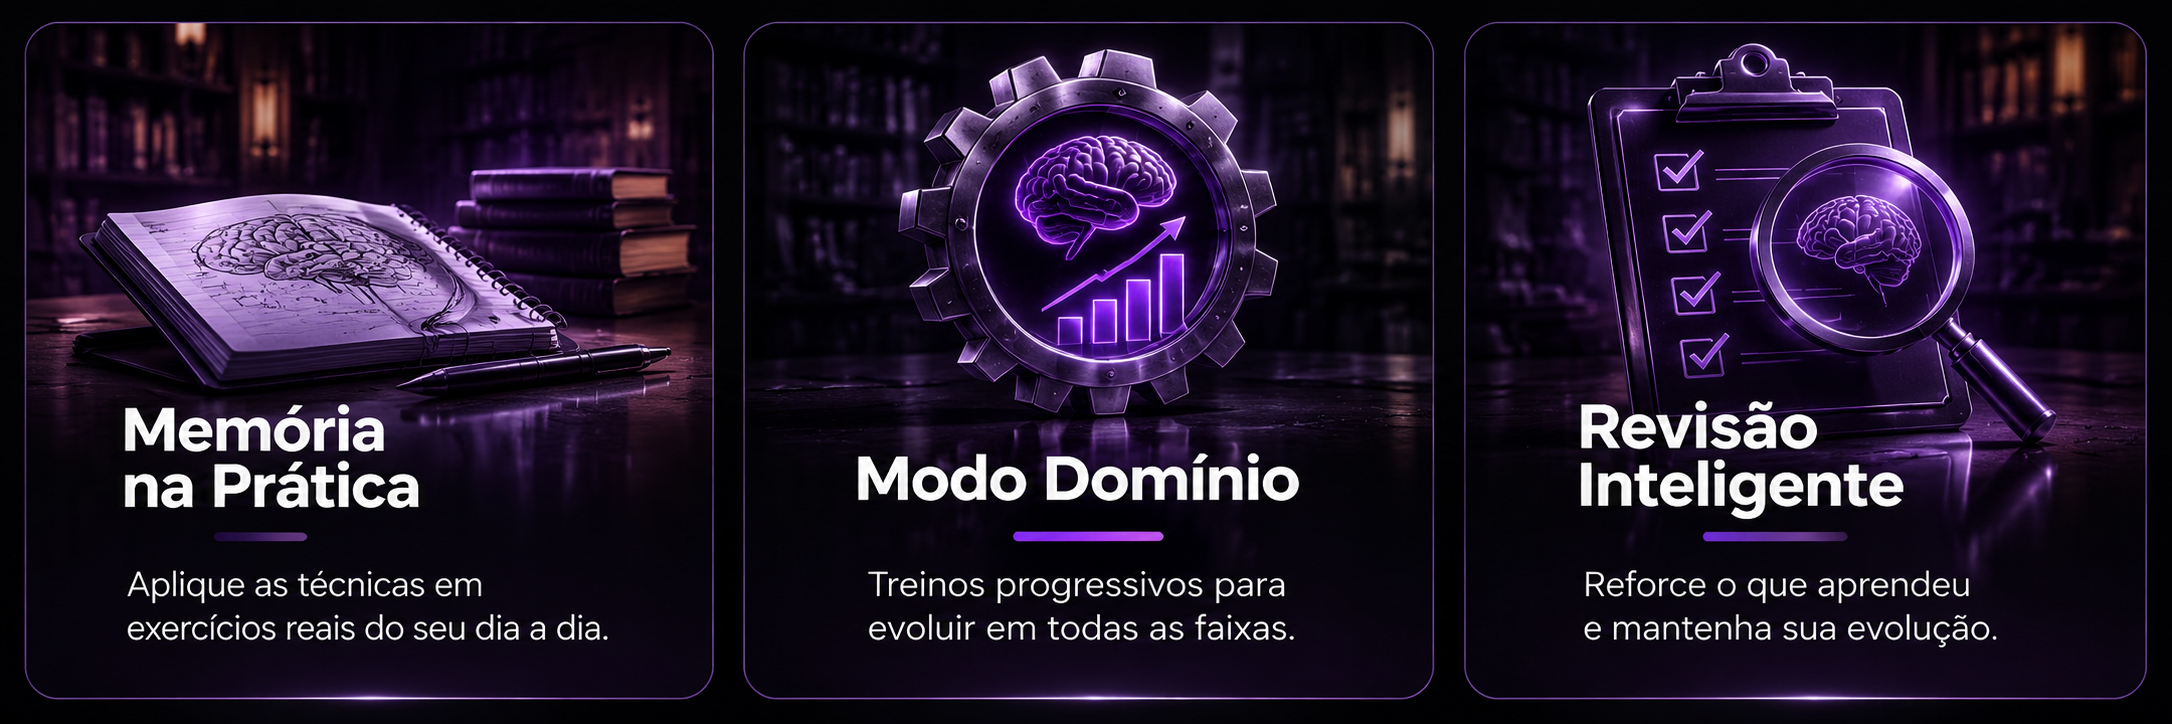 Memória
na Prática
Aplique as técnicas em
exercícios reais do seu dia a dia.
Modo Domínio
Treinos progressivos para
evoluir em todas as faixas.
Revisão
Inteligente
Reforce o que aprendeu
e mantenha sua evolução.